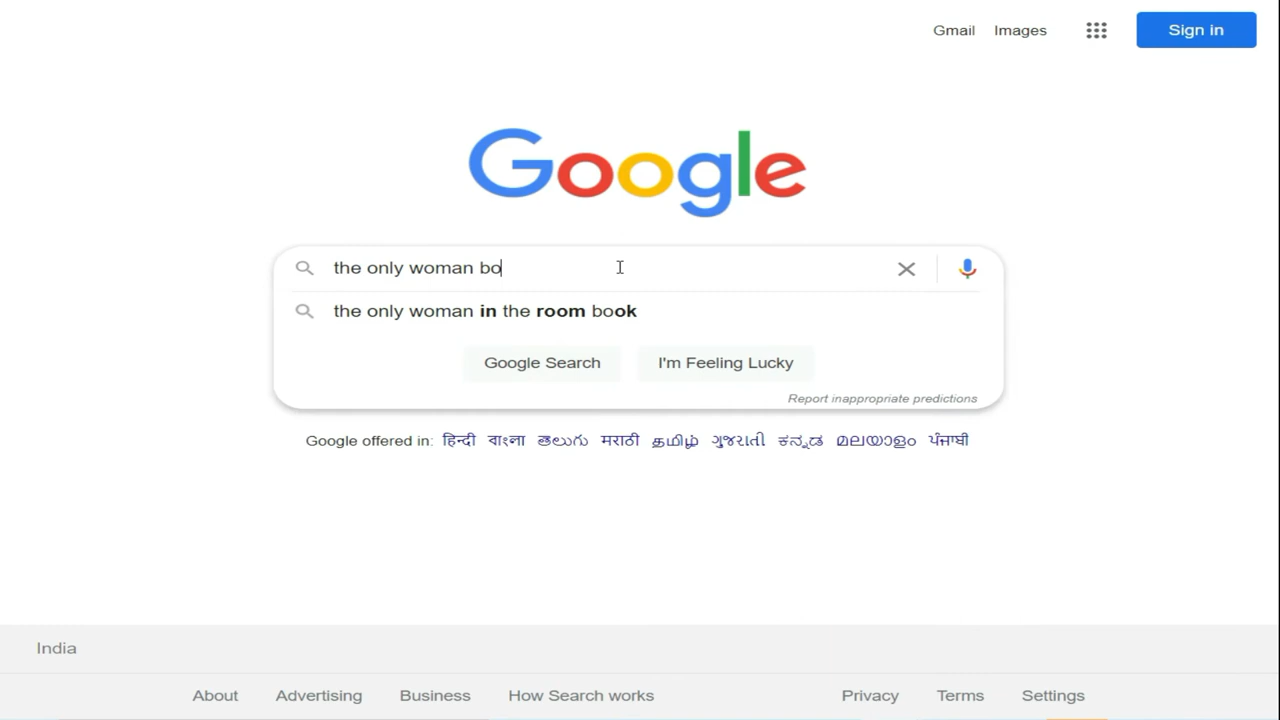 Gmail Images Sign in
Google
the only woman bo
the only woman in the room book
Google Search I'm Feeling Lucky
Report inappropriate predictions
Google offered in: हिन्दी বাংলা తెలుగు मराठी தமிழ் ગુજરાતી ಕನ್ನಡ മലയാളം ਪੰਜਾਬੀ
India
About Advertising Business How Search works Privacy Terms Settings